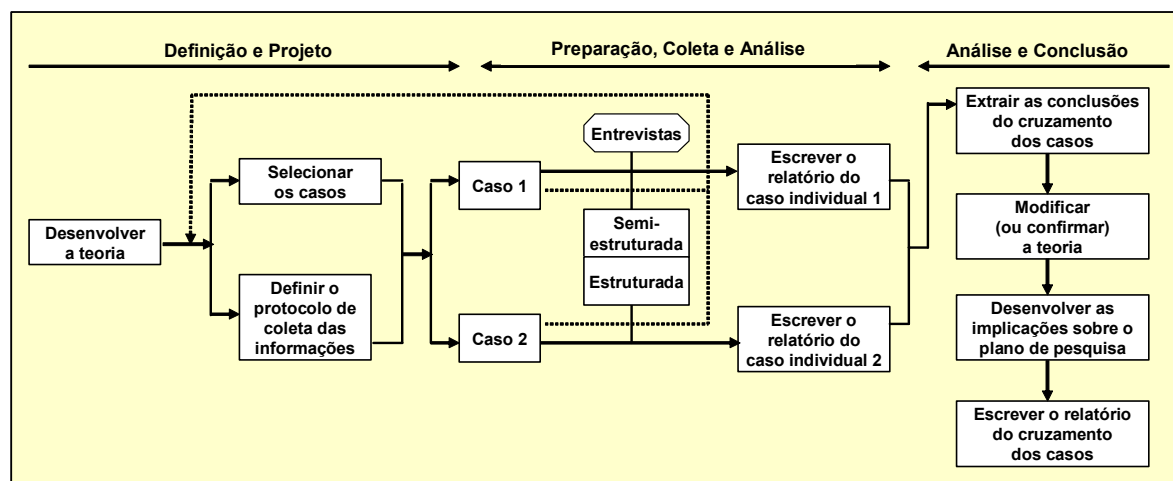 Definição e Projeto
Preparação, Coleta e Análise
Análise e Conclusão
Desenvolver
a teoria
Selecionar
os casos
Definir o
protocolo de
coleta das
informações
Caso 1
Caso 2
Entrevistas
Semi-
estruturada
Estruturada
Escrever o
relatório do
caso individual 1
Escrever o
relatório do
caso individual 2
Extrair as conclusões
do cruzamento
dos casos
Modificar
(ou confirmar)
a teoria
Desenvolver as
implicações sobre o
plano de pesquisa
Escrever o relatório
do cruzamento
dos casos